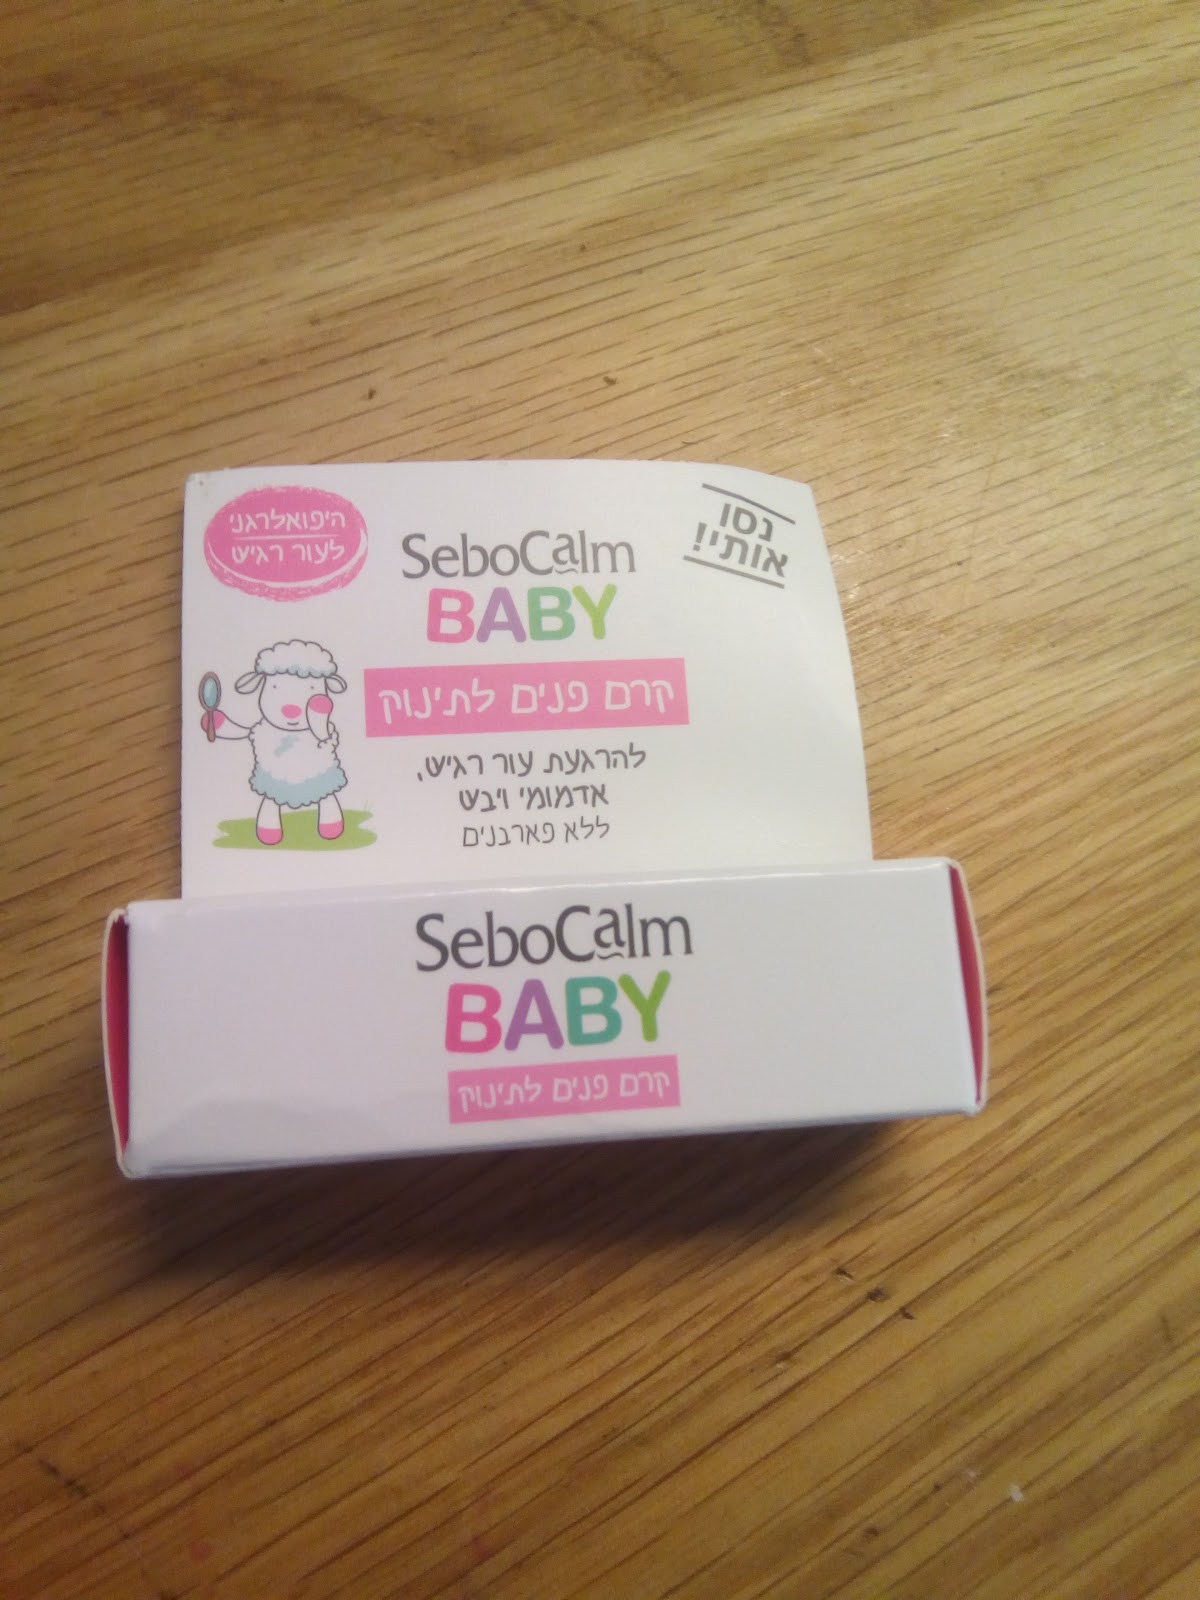 היפואלרגני
לעור רגיש
SeboCalm
BABY
נסו
אותי!
קרם פנים לתינוק
להרגעת עור רגיש,
אדמומי ויבש
ללא פארבנים
SeboCalm
BABY
קרם פנים לתינוק